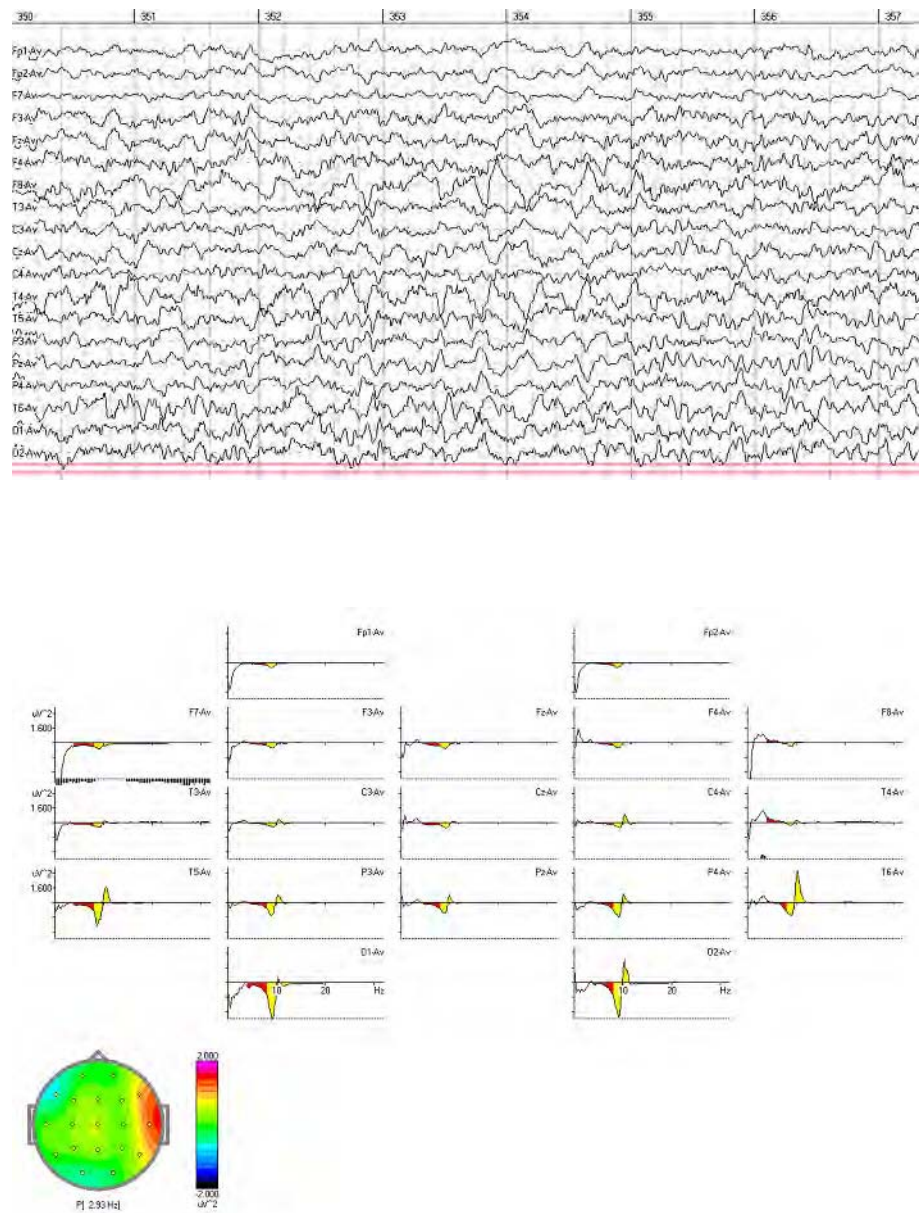 350 351 352 353 354 355 356 357
Fp1-Av
Fp2-Av
F7-Av
F3-Av
F4-Av
F8-Av
T3-Av
C3-Av
Cz-Av
C4-Av
T4-Av
T5-Av
P3-Av
Pz-Av
P4-Av
T6-Av
O1-Av
O2-Av
Fp1-Av Fp2-Av
uV^2 F7-Av F3-Av Fz-Av F4-Av F8-Av
1.600
uV^2 T3-Av C3-Av Cz-Av C4-Av T4-Av
1.600
uV^2 T5-Av P3-Av Pz-Av P4-Av T6-Av
1.600
O1-Av O2-Av
10 20 Hz 10 20 Hz
2.000
-2.000
P[ 2.93 Hz] uV^2